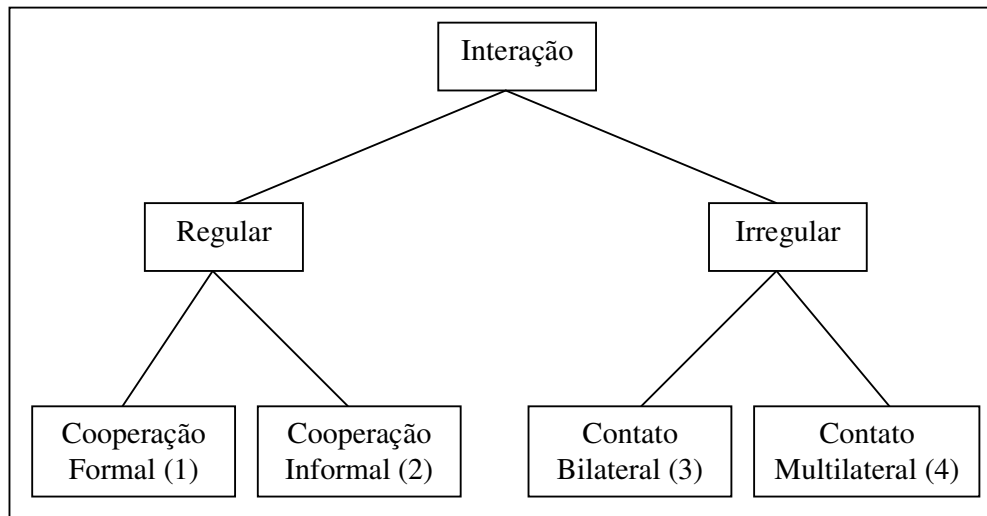 Interação
Regular
Irregular
Cooperação
Formal (1)
Cooperação
Informal (2)
Contato
Bilateral (3)
Contato
Multilateral (4)